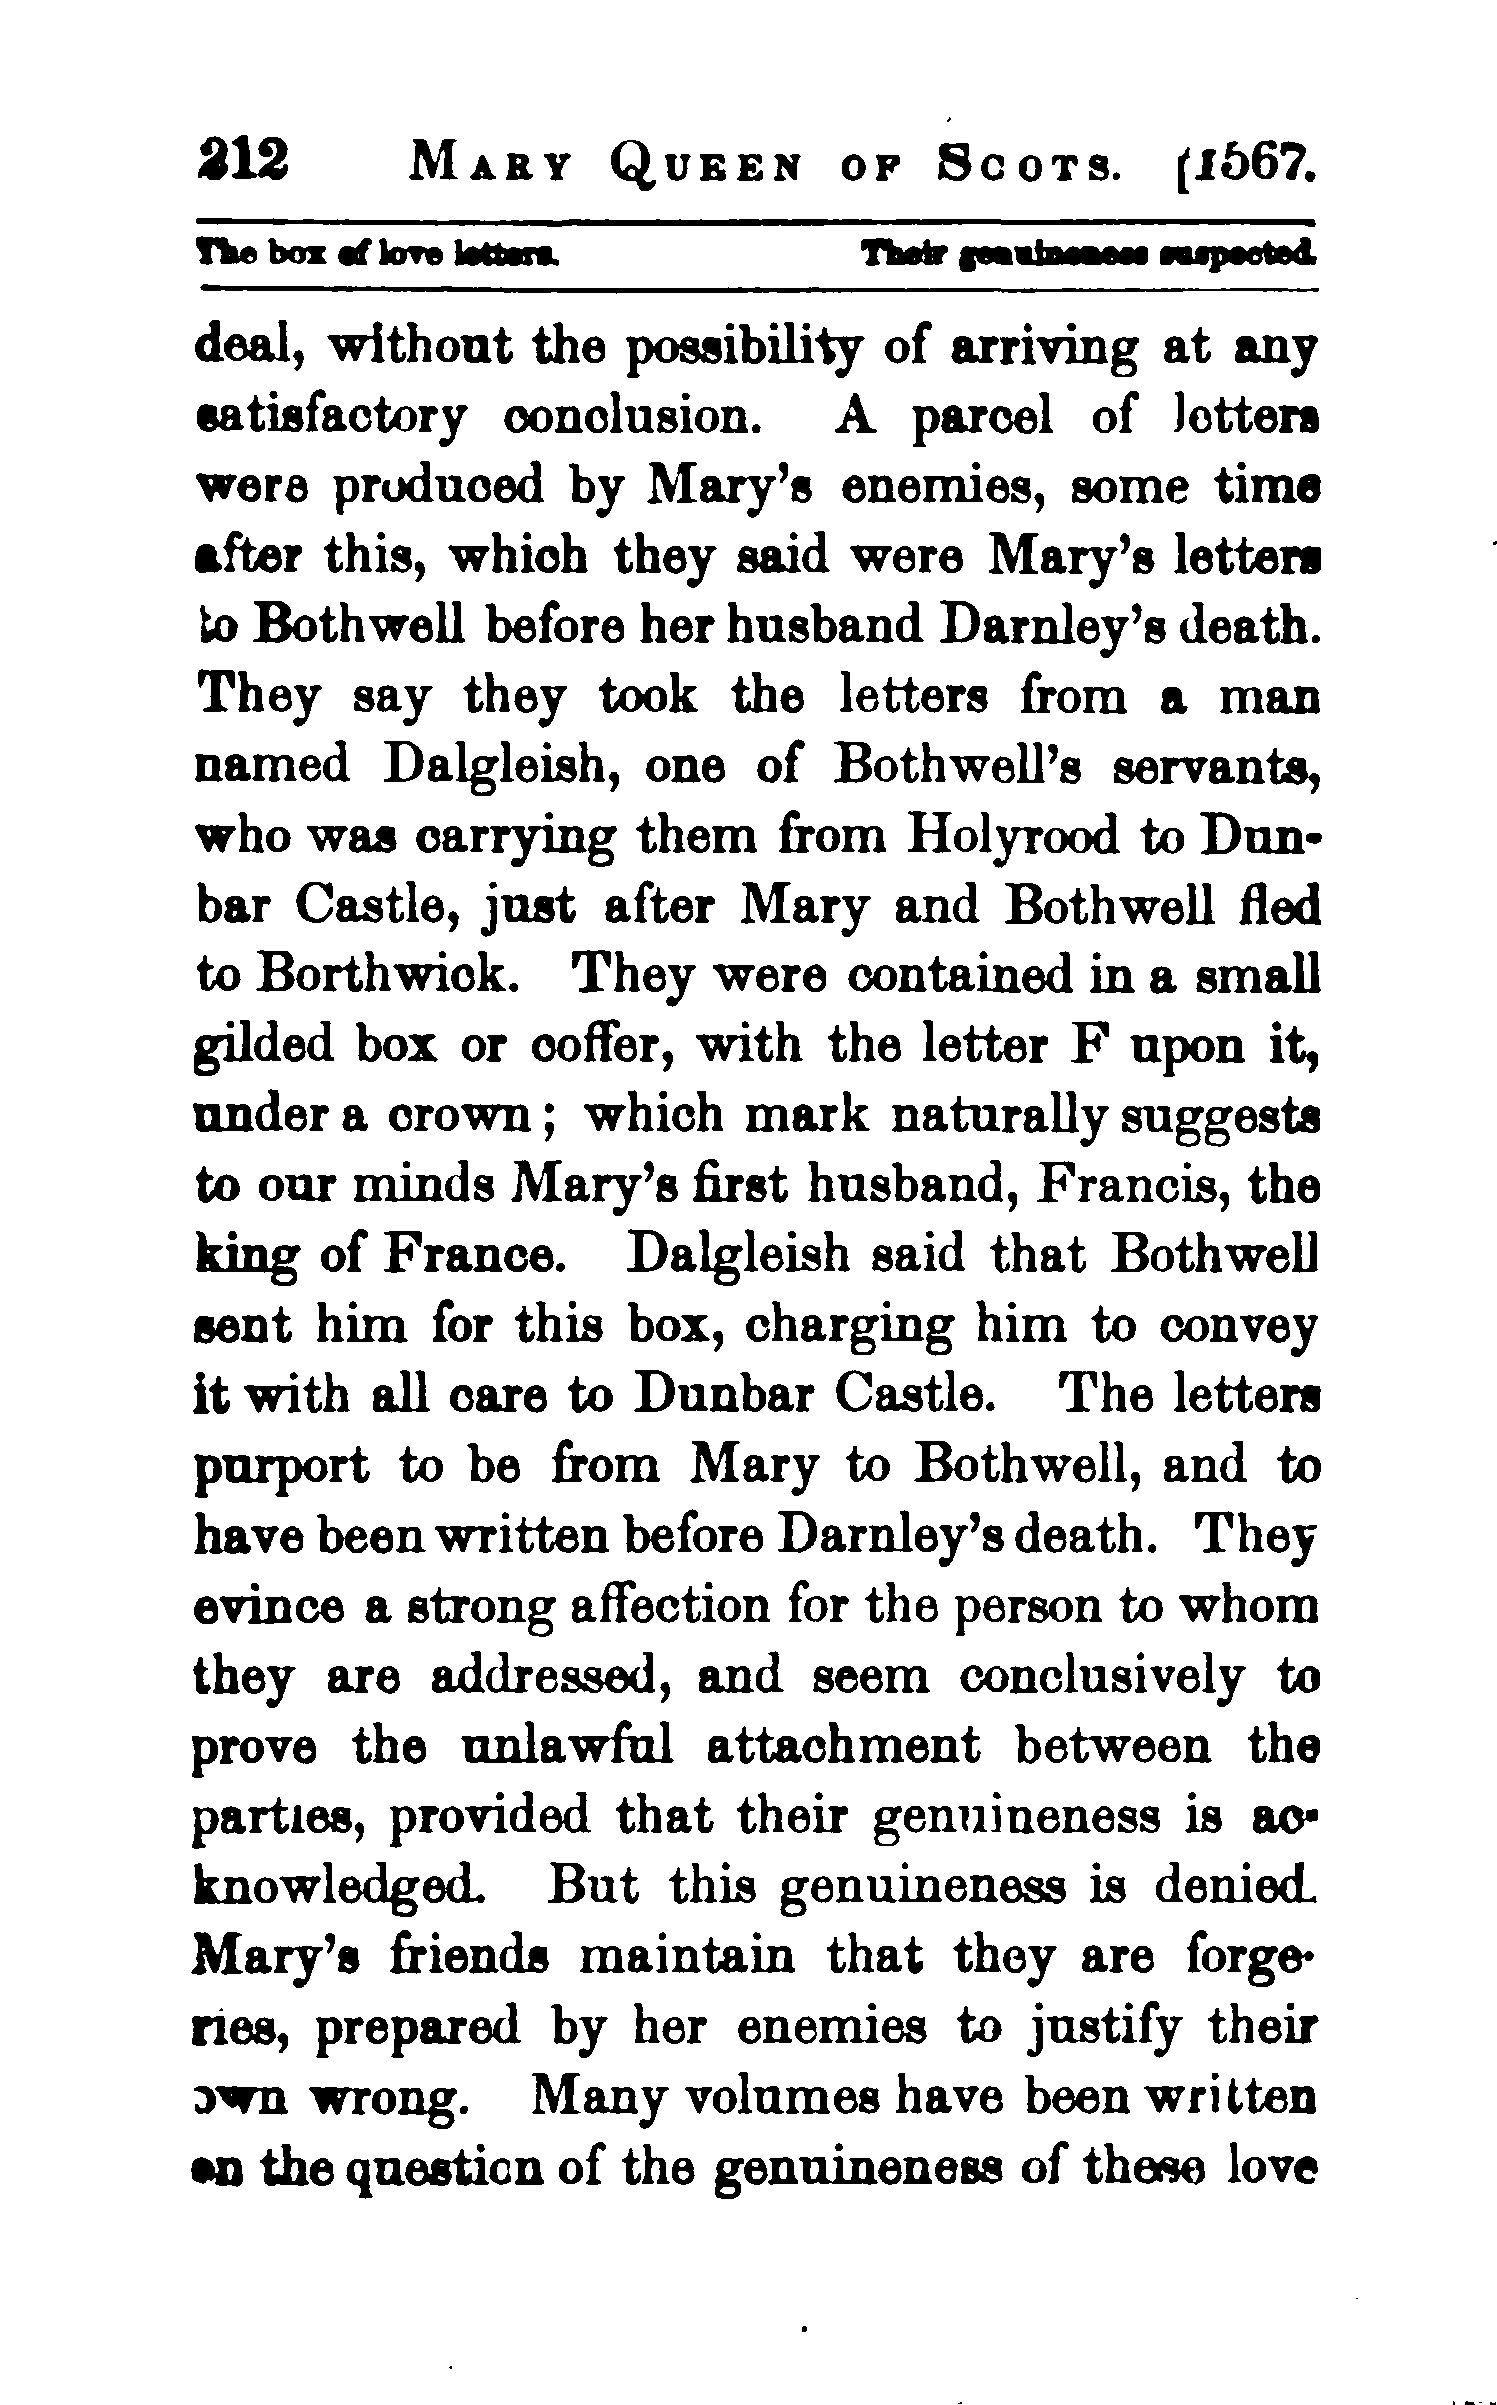 212 MARY QUEEN OF SCOTS. [1567.
The box of love letters. Their genuineness suspected.
deal, without the possibility of arriving at any
satisfactory conclusion. A parcel of letters
were produced by Mary's enemies, some time
after this, which they said were Mary's letters
to Bothwell before her husband Darnley's death.
They say they took the letters from a man
named Dalgleish, one of Bothwell's servants,
who was carrying them from Holyrood to Dun-
bar Castle, just after Mary and Bothwell fled
to Borthwick. They were contained in a small
gilded box or coffer, with the letter F upon it,
under a crown; which mark naturally suggests
to our minds Mary's first husband, Francis, the
king of France. Dalgleish said that Bothwell
sent him for this box, charging him to convey
it with all care to Dunbar Castle. The letters
purport to be from Mary to Bothwell, and to
have been written before Darnley's death. They
evince a strong affection for the person to whom
they are addressed, and seem conclusively to
prove the unlawful attachment between the
parties, provided that their genuineness is ac-
knowledged. But this genuineness is denied.
Mary's friends maintain that they are forge-
ries, prepared by her enemies to justify their
own wrong. Many volumes have been written
on the question of the genuineness of these love